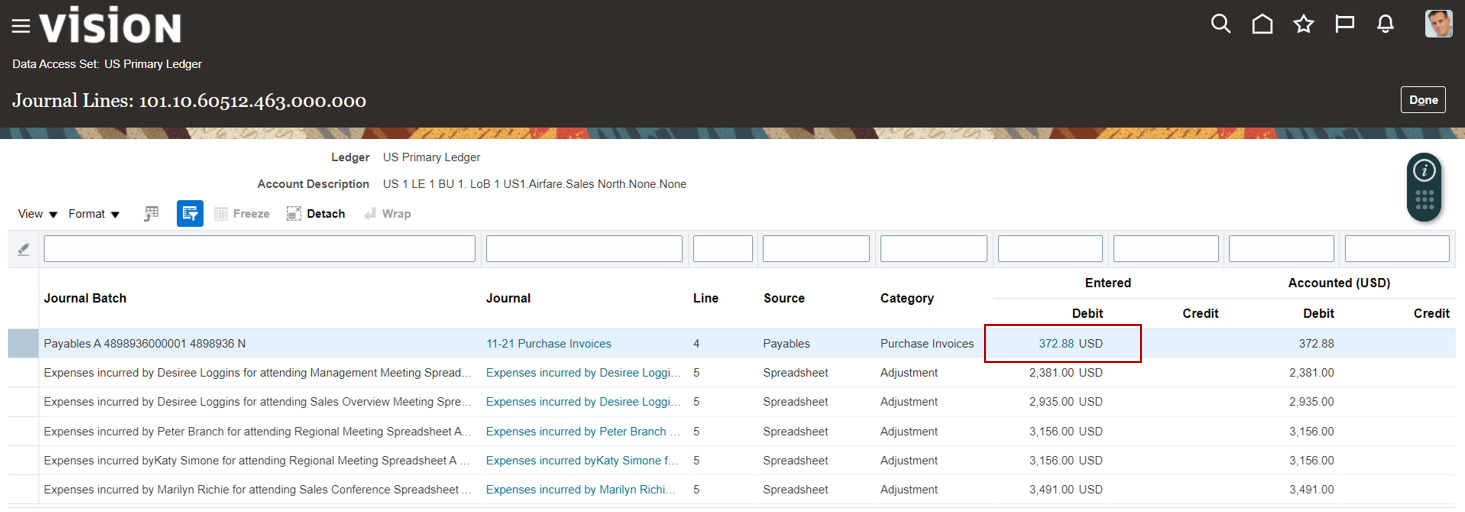 VISION
Data Access Set: US Primary Ledger
Journal Lines: 101.10.60512.463.000.000
Done
Ledger US Primary Ledger
Account Description US 1 LE 1 BU 1. LoB 1 US1.Airfare.Sales North.None.None
View Format Freeze Detach Wrap
Entered Accounted (USD)
Journal Batch Journal Line Source Category Debit Credit Debit Credit
Payables A 4898936000001 4898936 N 11-21 Purchase Invoices 4 Payables Purchase Invoices 372.88 USD 372.88
Expenses incurred by Desiree Loggins for attending Management Meeting Spread... Expenses incurred by Desiree Loggi... 5 Spreadsheet Adjustment 2,381.00 USD 2,381.00
Expenses incurred by Desiree Loggins for attending Sales Overview Meeting Spre... Expenses incurred by Desiree Loggi... 5 Spreadsheet Adjustment 2,935.00 USD 2,935.00
Expenses incurred by Peter Branch for attending Regional Meeting Spreadsheet A... Expenses incurred by Peter Branch ... 5 Spreadsheet Adjustment 3,156.00 USD 3,156.00
Expenses incurred byKaty Simone for attending Regional Meeting Spreadsheet A ... Expenses incurred byKaty Simone f... 5 Spreadsheet Adjustment 3,156.00 USD 3,156.00
Expenses incurred by Marilyn Richie for attending Sales Conference Spreadsheet ... Expenses incurred by Marilyn Richi... 5 Spreadsheet Adjustment 3,491.00 USD 3,491.00